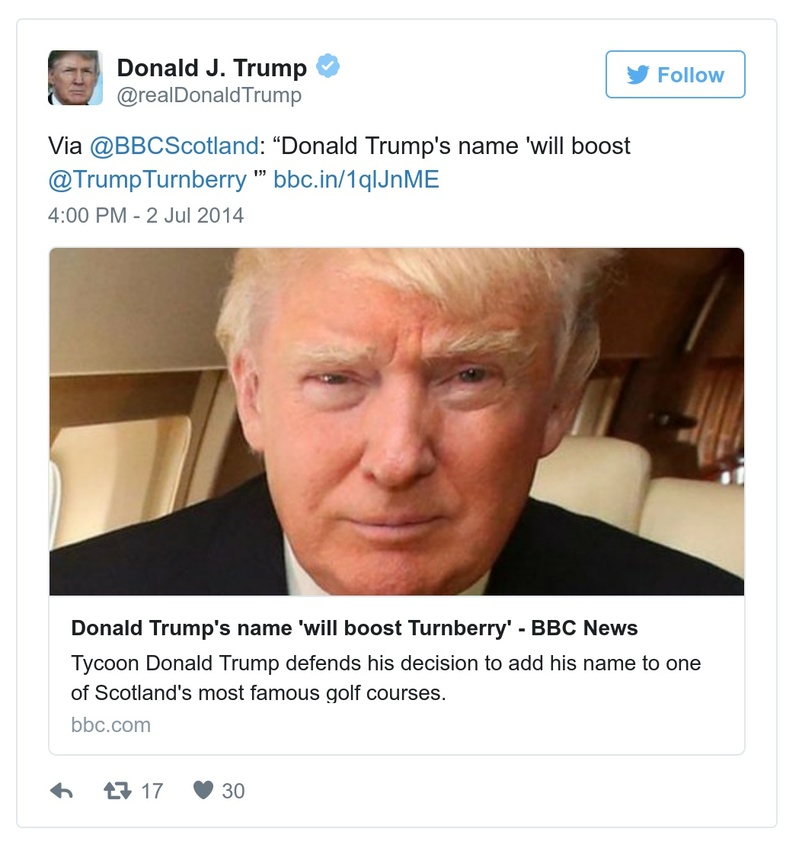 Donald J. Trump
@realDonaldTrump
Follow
Via @BBCScotland: “Donald Trump's name 'will boost
@TrumpTurnberry '” bbc.in/1qlJnME
4:00 PM - 2 Jul 2014
Donald Trump's name 'will boost Turnberry' - BBC News
Tycoon Donald Trump defends his decision to add his name to one
of Scotland's most famous golf courses.
bbc.com
17
30